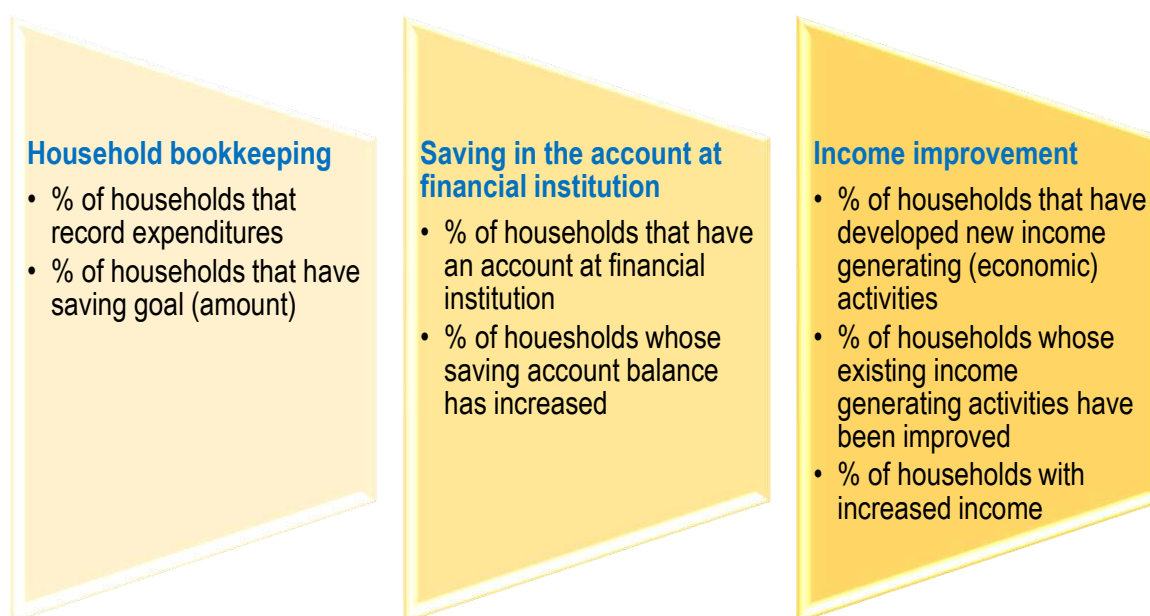 Household bookkeeping
• % of households that
record expenditures
• % of households that have
saving goal (amount)
Saving in the account at
financial institution
• % of households that have
an account at financial
institution
• % of houesholds whose
saving account balance
has increased
Income improvement
• % of households that have
developed new income
generating (economic)
activities
• % of households whose
existing income
generating activities have
been improved
• % of households with
increased income